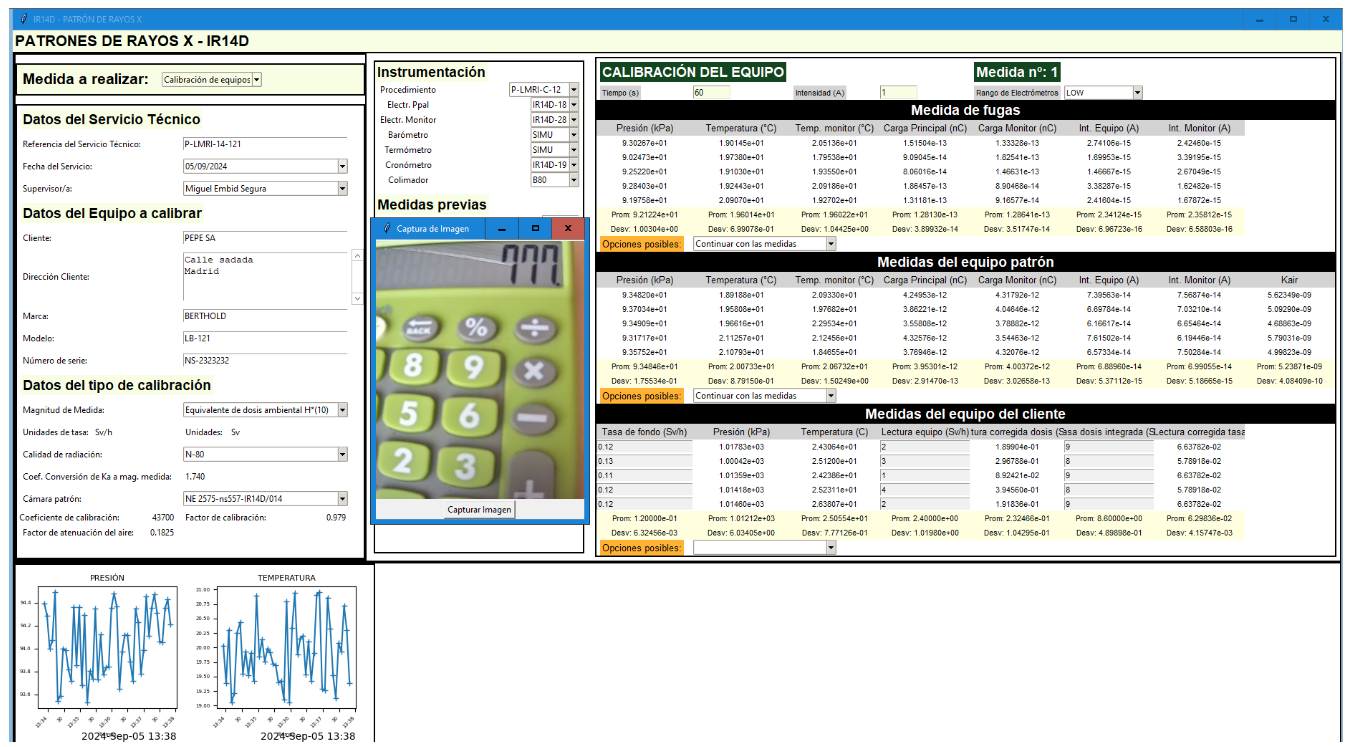 IR14D - PATRÓN DE RAYOS X
PATRONES DE RAYOS X - IR14D
Medida a realizar: Calibración de equipos
Datos del Servicio Técnico
Referencia del Servicio Técnico: P-LMRI-14-121
Fecha del Servicio: 05/09/2024
Supervisor/a: Miguel Embid Segura
Datos del Equipo a calibrar
Cliente: PEPE SA
Dirección Cliente: Calle sadada
Madrid
Marca: BERTHOLD
Modelo: LB-121
Número de serie: NS-2323232
Datos del tipo de calibración
Magnitud de Medida: Equivalente de dosis ambiental H*(10)
Unidades de tasa: Sv/h Unidades: Sv
Calidad de radiación: N-80
Coef. Conversión de Ka a mag. medida: 1.740
Cámara patrón: NE 2575-ns557-IR14D/014
Coeficiente de calibración: 43700 Factor de calibración: 0.979
Factor de atenuación del aire: 0.1825
Instrumentación
Procedimiento P-LMRI-C-12
Electr. Ppal IR14D-18
Electr. Monitor IR14D-28
Barómetro SIMU
Termómetro SIMU
Cronómetro IR14D-19
Colimador B80
Medidas previas
Captura de Imagen
777.
BACK % ÷
8 9 ×
5 6 −
2 3 +
Capturar Imagen
CALIBRACIÓN DEL EQUIPO Medida nº: 1
Tiempo (s) 60 Intensidad (A) 1 Rango de Electrómetros LOW
Medida de fugas
Presión (kPa) Temperatura (°C) Temp. monitor (°C) Carga Principal (nC) Carga Monitor (nC) Int. Equipo (A) Int. Monitor (A)
9.30267e+01 1.90145e+01 2.05136e+01 1.51504e-13 1.33328e-13 2.74106e-15 2.42460e-15
9.02473e+01 1.97380e+01 1.79538e+01 9.09045e-14 1.82541e-13 1.69953e-15 3.39195e-15
9.25220e+01 1.91030e+01 1.93550e+01 8.06016e-14 1.46631e-13 1.46667e-15 2.67049e-15
9.28403e+01 1.92443e+01 2.09186e+01 1.86457e-13 8.90468e-14 3.38287e-15 1.62482e-15
9.19758e+01 2.09070e+01 1.92702e+01 1.31181e-13 9.16577e-14 2.41604e-15 1.67872e-15
Prom: 9.21224e+01 Prom: 1.96014e+01 Prom: 1.96022e+01 Prom: 1.28130e-13 Prom: 1.28641e-13 Prom: 2.34124e-15 Prom: 2.35812e-15
Desv: 1.00304e+00 Desv: 6.99078e-01 Desv: 1.04425e+00 Desv: 3.89932e-14 Desv: 3.51747e-14 Desv: 6.96723e-16 Desv: 6.58803e-16
Opciones posibles: Continuar con las medidas
Medidas del equipo patrón
Presión (kPa) Temperatura (°C) Temp. monitor (°C) Carga Principal (nC) Carga Monitor (nC) Int. Equipo (A) Int. Monitor (A) Kair
9.34820e+01 1.89188e+01 2.09330e+01 4.24953e-12 4.31792e-12 7.39563e-14 7.56874e-14 5.62349e-09
9.37034e+01 1.95808e+01 1.97682e+01 3.86221e-12 4.04646e-12 6.69784e-14 7.03210e-14 5.09290e-09
9.34909e+01 1.96616e+01 2.29534e+01 3.55808e-12 3.78882e-12 6.16617e-14 6.65464e-14 4.68863e-09
9.31717e+01 2.11257e+01 2.12456e+01 4.32576e-12 3.54463e-12 7.61502e-14 6.19446e-14 5.79031e-09
9.35752e+01 2.10793e+01 1.84655e+01 3.76946e-12 4.32076e-12 6.57334e-14 7.50284e-14 4.99823e-09
Prom: 9.34846e+01 Prom: 2.00733e+01 Prom: 2.06732e+01 Prom: 3.95301e-12 Prom: 4.00372e-12 Prom: 6.88960e-14 Prom: 6.99055e-14 Prom: 5.23871e-09
Desv: 1.75534e-01 Desv: 8.79150e-01 Desv: 1.50249e+00 Desv: 2.91470e-13 Desv: 3.02658e-13 Desv: 5.37112e-15 Desv: 5.18665e-15 Desv: 4.08409e-10
Opciones posibles: Continuar con las medidas
Medidas del equipo del cliente
Tasa de fondo (Sv/h) Presión (kPa) Temperatura (C) Lectura equipo (Sv/h) tura corregida dosis (S asa dosis integrada (S Lectura corregida tasa
0.12 1.01783e+03 2.43064e+01 2 1.89904e-01 9 6.63782e-02
0.13 1.00042e+03 2.51200e+01 3 2.96788e-01 8 5.78918e-02
0.11 1.01359e+03 2.42386e+01 1 8.92421e-02 9 6.63782e-02
0.12 1.01418e+03 2.52311e+01 4 3.94560e-01 8 5.78918e-02
0.12 1.01460e+03 2.63807e+01 2 1.91836e-01 9 6.63782e-02
Prom: 1.20000e-01 Prom: 1.01212e+03 Prom: 2.50554e+01 Prom: 2.40000e+00 Prom: 2.32466e-01 Prom: 8.60000e+00 Prom: 6.29836e-02
Desv: 6.32456e-03 Desv: 6.03405e+00 Desv: 7.77126e-01 Desv: 1.01980e+00 Desv: 1.04295e-01 Desv: 4.89898e-01 Desv: 4.15747e-03
Opciones posibles:
PRESIÓN
2024-Sep-05 13:38
TEMPERATURA
21.00
20.75
20.50
20.25
20.00
19.75
19.50
19.25
19.00
2024-Sep-05 13:38